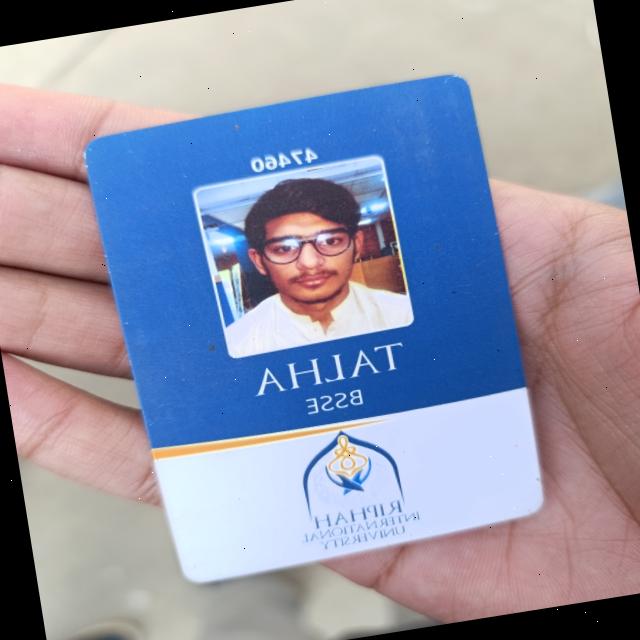 47460
TALHA
BSSE
RIPHAH
INTERNATIONAL
UNIVERSITY